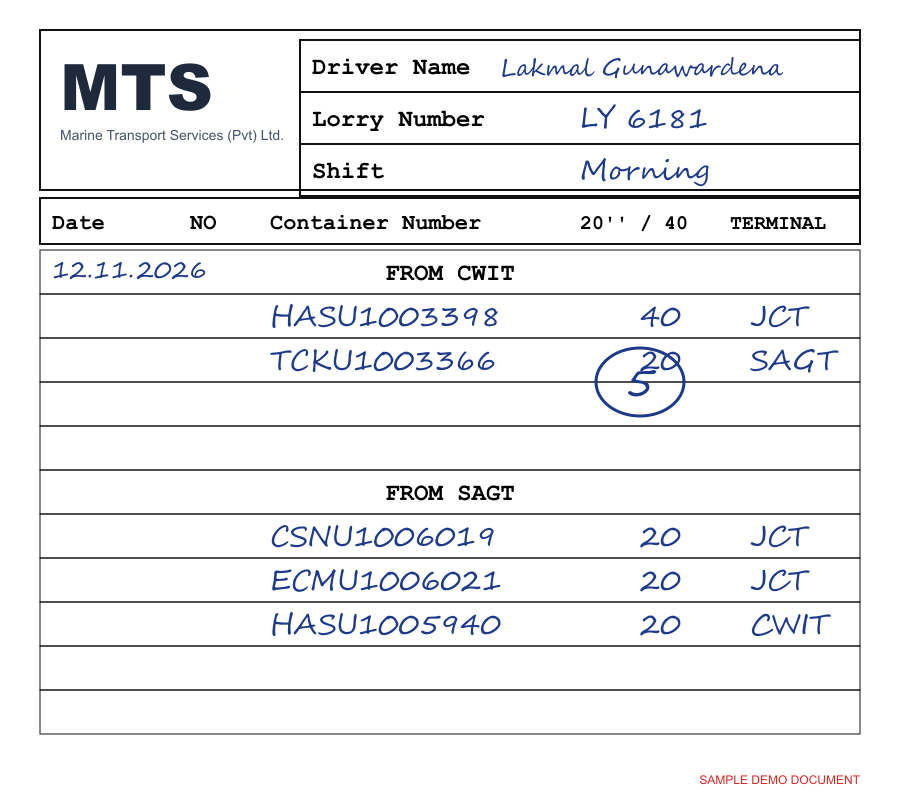 MTS
Marine Transport Services (Pvt) Ltd.
Driver Name Lakmal Gunawardena
Lorry Number LY 6181
Shift Morning
Date NO Container Number 20'' / 40 TERMINAL
12.11.2026 FROM CWIT
HASU1003398 40 JCT
TCKU1003366 20 SAGT
5
FROM SAGT
CSNU1006019 20 JCT
ECMU1006021 20 JCT
HASU1005940 20 CWIT
SAMPLE DEMO DOCUMENT